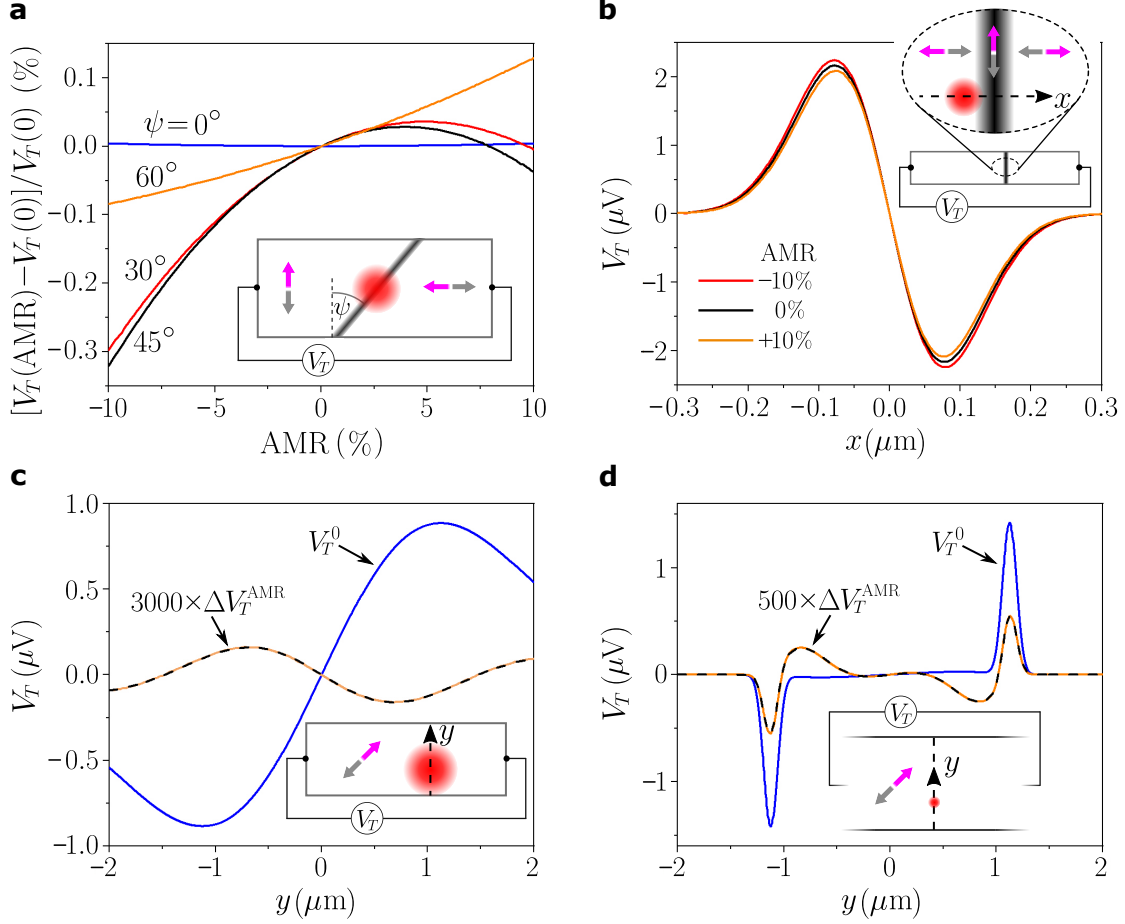 a
[V_T(AMR)−V_T(0)]/V_T(0) (%)
0.1
0.0
−0.1
−0.2
−0.3
ψ=0°
60°
30°
45°
ψ
V_T
−10
−5
0
5
10
AMR (%)
b
V_T (μV)
2
1
0
−1
−2
x
V_T
AMR
−10%
0%
+10%
−0.3
−0.2
−0.1
0.0
0.1
0.2
0.3
x (μm)
c
V_T (μV)
1.0
0.5
0.0
−0.5
−1.0
V_T^0
3000×ΔV_T^AMR
y
V_T
−2
−1
0
1
2
y (μm)
d
V_T (μV)
1
0
−1
V_T^0
500×ΔV_T^AMR
V_T
y
−2
−1
0
1
2
y (μm)